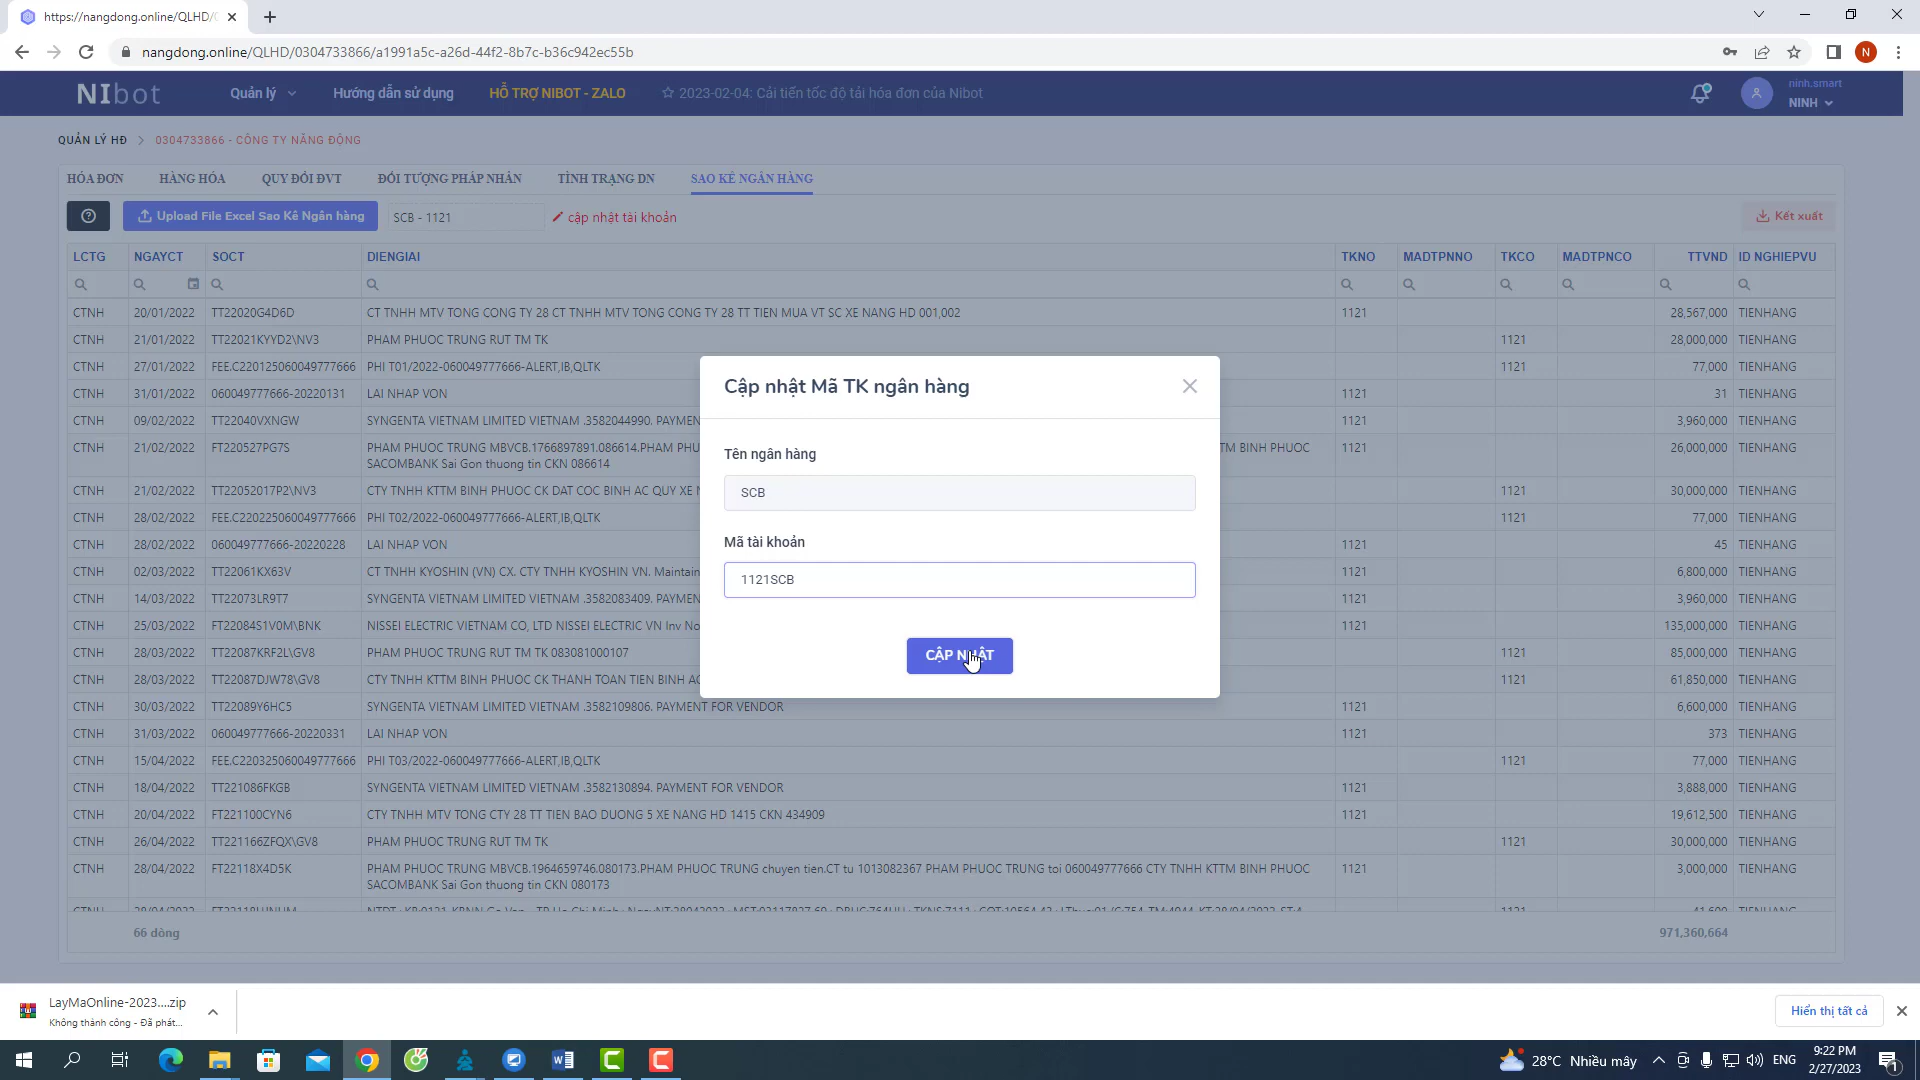 https://nangdong.online/QLHD/
nangdong.online/QLHD/0304733866/a1991a5c-a26d-44f2-8b7c-b36c942ec55b
N
NIbot
Quản lý
Hướng dẫn sử dụng
HỖ TRỢ NIBOT - ZALO
2023-02-04: Cải tiến tốc độ tải hóa đơn của Nibot
ninh.smart
NINH
QUẢN LÝ HĐ > 0304733866 - CÔNG TY NĂNG ĐỘNG
HÓA ĐƠN HÀNG HÓA QUY ĐỔI ĐVT ĐỐI TƯỢNG PHÁP NHÂN TÌNH TRẠNG DN SAO KÊ NGÂN HÀNG
Upload File Excel Sao Kê Ngân hàng SCB - 1121 cập nhật tài khoản Kết xuất
LCTG NGAYCT SOCT DIENGIAI TKNO MADTPNNO TKCO MADTPNCO TTVND ID NGHIEPVU
CTNH 20/01/2022 TT22020G4D6D CT TNHH MTV TONG CONG TY 28 CT TNHH MTV TONG CONG TY 28 TT TIEN MUA VT SC XE NANG HD 001,002 1121 28,567,000 TIENHANG
CTNH 21/01/2022 TT22021KYYD2\NV3 PHAM PHUOC TRUNG RUT TM TK 1121 28,000,000 TIENHANG
CTNH 27/01/2022 FEE.C220125060049777666 PHI T01/2022-060049777666-ALERT,IB,QLTK 1121 77,000 TIENHANG
CTNH 31/01/2022 060049777666-20220131 LAI NHAP VON 1121 31 TIENHANG
CTNH 09/02/2022 TT22040VXNGW SYNGENTA VIETNAM LIMITED VIETNAM .3582044990. PAYMEN 1121 3,960,000 TIENHANG
CTNH 21/02/2022 FT220527PG7S PHAM PHUOC TRUNG MBVCB.1766897891.086614.PHAM PHU TM BINH PHUOC 1121 26,000,000 TIENHANG
SACOMBANK Sai Gon thuong tin CKN 086614
CTNH 21/02/2022 TT22052017P2\NV3 CTY TNHH KTTM BINH PHUOC CK DAT COC BINH AC QUY XE 1121 30,000,000 TIENHANG
CTNH 28/02/2022 FEE.C220225060049777666 PHI T02/2022-060049777666-ALERT,IB,QLTK 1121 77,000 TIENHANG
CTNH 28/02/2022 060049777666-20220228 LAI NHAP VON 1121 45 TIENHANG
CTNH 02/03/2022 TT22061KX63V CT TNHH KYOSHIN (VN) CX. CTY TNHH KYOSHIN VN. Maintain 1121 6,800,000 TIENHANG
CTNH 14/03/2022 TT22073LR9T7 SYNGENTA VIETNAM LIMITED VIETNAM .3582083409. PAYMEN 1121 3,960,000 TIENHANG
CTNH 25/03/2022 FT22084S1V0M\BNK NISSEI ELECTRIC VIETNAM CO, LTD NISSEI ELECTRIC VN Inv No 1121 135,000,000 TIENHANG
CTNH 28/03/2022 TT22087KRF2L\GV8 PHAM PHUOC TRUNG RUT TM TK 083081000107 1121 85,000,000 TIENHANG
CTNH 28/03/2022 TT22087DJW78\GV8 CTY TNHH KTTM BINH PHUOC CK THANH TOAN TIEN BINH 1121 61,850,000 TIENHANG
CTNH 30/03/2022 TT22089Y6HC5 SYNGENTA VIETNAM LIMITED VIETNAM .3582109806. PAYMENT FOR VENDOR 1121 6,600,000 TIENHANG
CTNH 31/03/2022 060049777666-20220331 LAI NHAP VON 1121 373 TIENHANG
CTNH 15/04/2022 FEE.C220325060049777666 PHI T03/2022-060049777666-ALERT,IB,QLTK 1121 77,000 TIENHANG
CTNH 18/04/2022 TT221086FKGB SYNGENTA VIETNAM LIMITED VIETNAM .3582130894. PAYMENT FOR VENDOR 1121 3,888,000 TIENHANG
CTNH 20/04/2022 FT221100CYN6 CTY TNHH MTV TONG CTY 28 TT TIEN BAO DUONG 5 XE NANG HD 1415 CKN 434909 1121 19,612,500 TIENHANG
CTNH 26/04/2022 TT221166ZFQX\GV8 PHAM PHUOC TRUNG RUT TM TK 1121 30,000,000 TIENHANG
CTNH 28/04/2022 FT22118X4D5K PHAM PHUOC TRUNG MBVCB.1964659746.080173.PHAM PHUOC TRUNG chuyen tien.CT tu 1013082367 PHAM PHUOC TRUNG toi 060049777666 CTY TNHH KTTM BINH PHUOC 1121 3,000,000 TIENHANG
SACOMBANK Sai Gon thuong tin CKN 080173
66 dòng 971,360,664
Cập nhật Mã TK ngân hàng
Tên ngân hàng
SCB
Mã tài khoản
1121SCB
CẬP NHẬT
LayMaOnline-2023....zip
Không thành công - Đã phát...
Hiển thị tất cả
28°C Nhiều mây
ENG
9:22 PM
2/27/2023
1